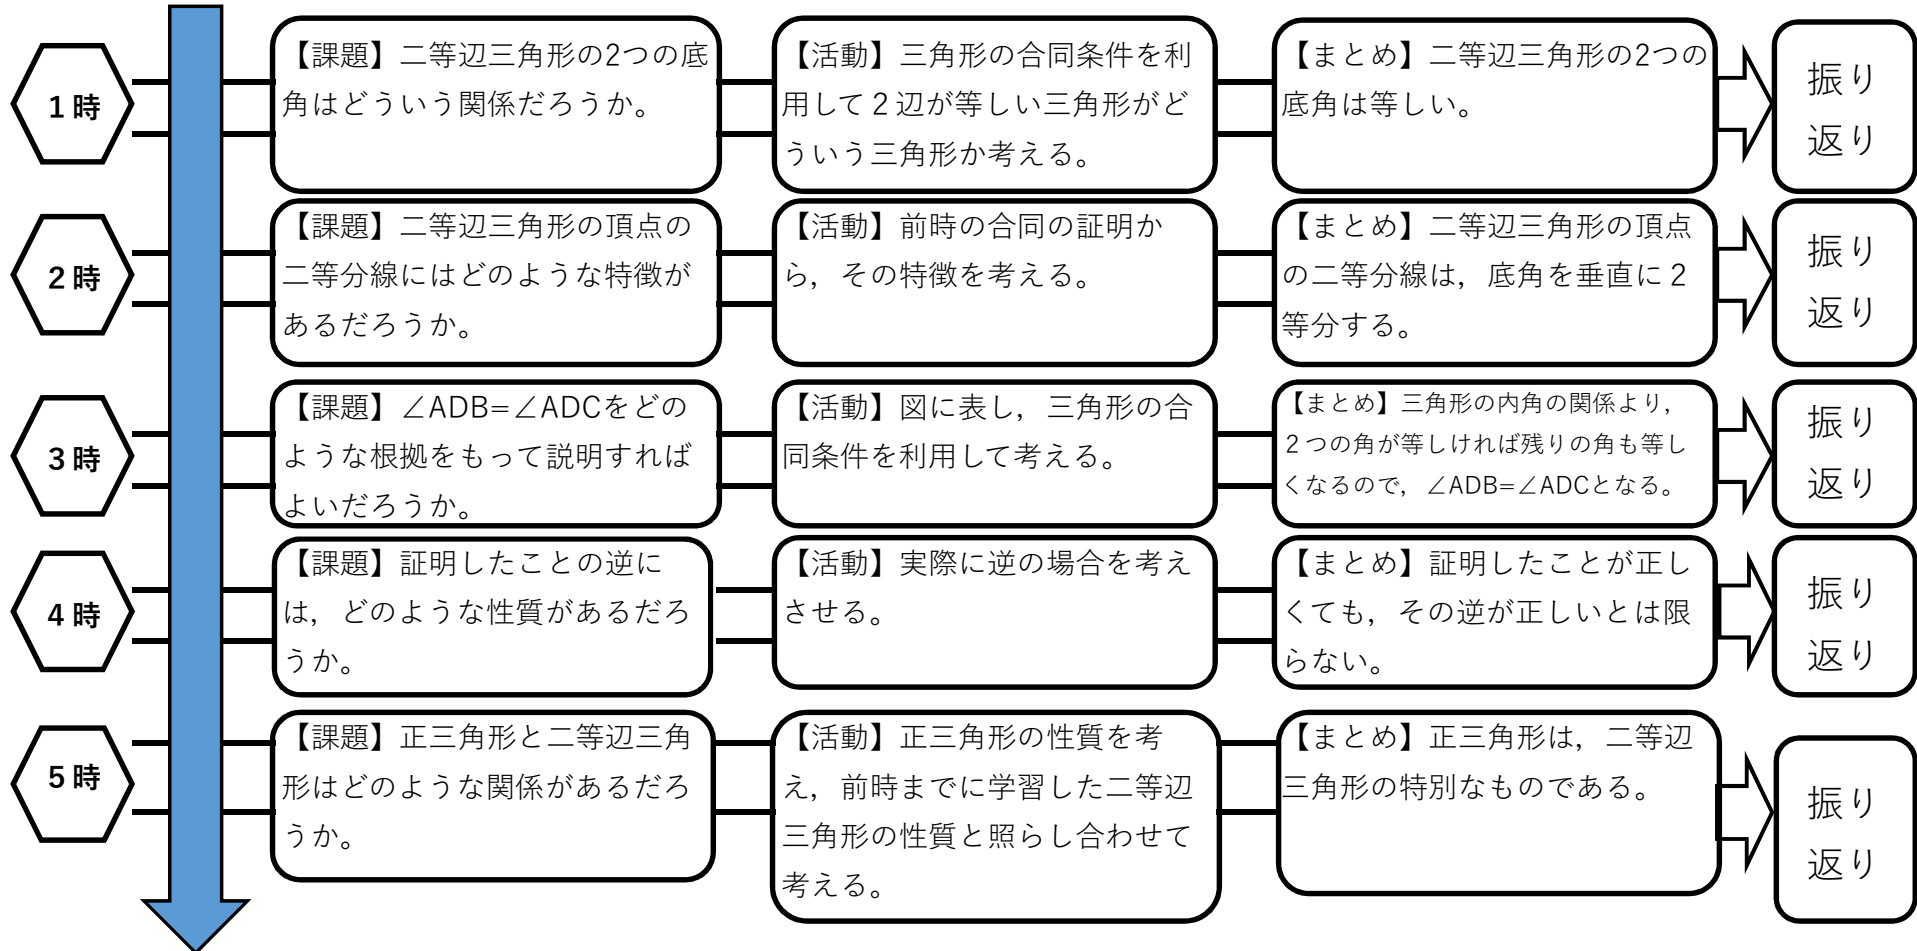 1時
【課題】二等辺三角形の2つの底
角はどういう関係だろうか。
【活動】三角形の合同条件を利
用して２辺が等しい三角形がど
ういう三角形か考える。
【まとめ】二等辺三角形の2つの
底角は等しい。
振り
返り
2時
【課題】二等辺三角形の頂点の
二等分線にはどのような特徴が
あるだろうか。
【活動】前時の合同の証明か
ら，その特徴を考える。
【まとめ】二等辺三角形の頂点
の二等分線は，底角を垂直に２
等分する。
振り
返り
3時
【課題】∠ADB=∠ADCをどの
ような根拠をもって説明すれば
よいだろうか。
【活動】図に表し，三角形の合
同条件を利用して考える。
【まとめ】三角形の内角の関係より，
２つの角が等しければ残りの角も等し
くなるので，∠ADB=∠ADCとなる。
振り
返り
4時
【課題】証明したことの逆に
は，どのような性質があるだろ
うか。
【活動】実際に逆の場合を考え
させる。
【まとめ】証明したことが正し
くても，その逆が正しいとは限
らない。
振り
返り
5時
【課題】正三角形と二等辺三角
形はどのような関係があるだろ
うか。
【活動】正三角形の性質を考
え，前時までに学習した二等辺
三角形の性質と照らし合わせて
考える。
【まとめ】正三角形は，二等辺
三角形の特別なものである。
振り
返り